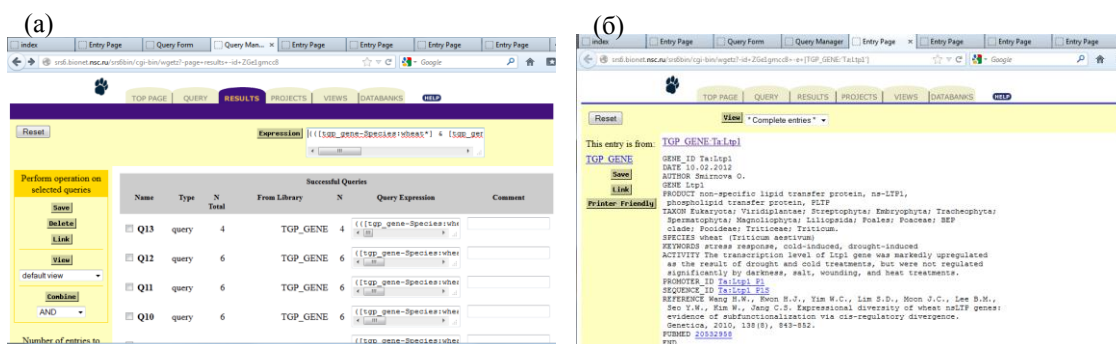 (а)
index Entry Page Query Form Query Man... × Entry Page Entry Page Entry Page Entry Page
srs6.bionet.nsc.ru/srs6bin/cgi-bin/wgetz?-page+results+-id+ZGe1gmcc8 Google
TOP PAGE QUERY RESULTS PROJECTS VIEWS DATABANKS HELP
Reset Expression (([tgp_gene-Species:wheat*] & [tgp_ger
Perform operation on selected queries
Save
Delete
Link
View
default view
Combine
AND
Number of entries to
Successful Queries
Name Type N Total From Library N Query Expression Comment
Q13 query 4 TGP_GENE 4 (([tgp_gene-Species:whe
Q12 query 6 TGP_GENE 6 (([tgp_gene-Species:whe
Q11 query 6 TGP_GENE 6 (([tgp_gene-Species:whe
Q10 query 6 TGP_GENE 6 (([tgp_gene-Species:whe
(([tgp_gene-Species:whe
(б)
index Entry Page Query Form Query Manager Entry Page × Entry Page Entry Page Entry Page
srs6.bionet.nsc.ru/srs6bin/cgi-bin/wgetz?-id+ZGe1gmcc8+-e+[TGP_GENE:'Ta:Ltp1'] Google
TOP PAGE QUERY RESULTS PROJECTS VIEWS DATABANKS HELP
Reset View * Complete entries *
This entry is from:
TGP_GENE
Save
Link
Printer Friendly
TGP_GENE:Ta:Ltp1
GENE_ID Ta:Ltp1
DATE 10.02.2012
AUTHOR Smirnova O.
GENE Ltp1
PRODUCT non-specific lipid transfer protein, ns-LTP1,
phospholipid transfer protein, PLTP
TAXON Eukaryota; Viridiplantae; Streptophyta; Embryophyta; Tracheophyta;
Spermatophyta; Magnoliophyta; Liliopsida; Poales; Poaceae; BEP
clade; Pooideae; Triticeae; Triticum.
SPECIES wheat (Triticum aestivum)
KEYWORDS stress response, cold-induced, drought-induced
ACTIVITY The transcription level of Ltp1 gene was markedly upregulated
as the result of drought and cold treatments, but were not regulated
significantly by darkness, salt, wounding, and heat treatments.
PROMOTER_ID Ta:Ltp1_P1
SEQUENCE_ID Ta:Ltp1_P1S
REFERENCE Wang H.W., Kwon H.J., Yim W.C., Lim S.D., Moon J.C., Lee B.M.,
Seo Y.W., Kim W., Jang C.S. Expressional diversity of wheat nsLTP genes:
evidence of subfunctionalization via cis-regulatory divergence.
Genetica, 2010, 138(8), 843-852.
PUBMED 20532958
END